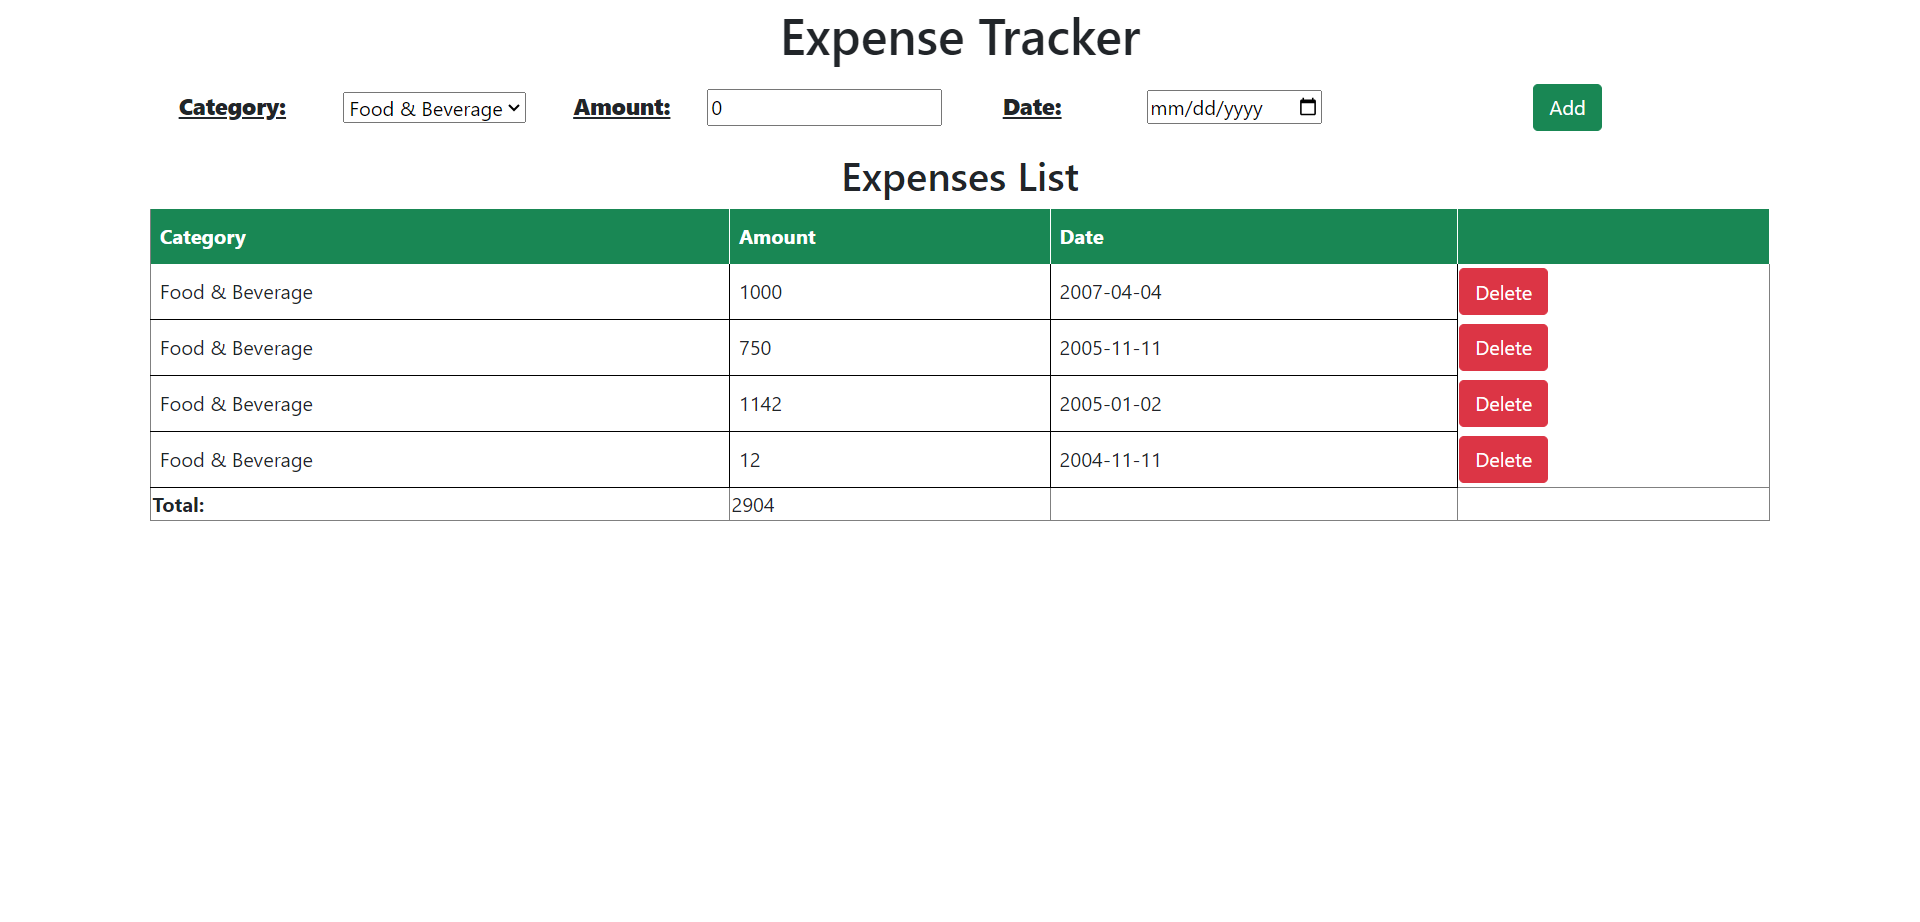 Expense Tracker
Category: Food & Beverage Amount: 0 Date: mm/dd/yyyy Add
Expenses List
Category Amount Date
Food & Beverage 1000 2007-04-04 Delete
Food & Beverage 750 2005-11-11 Delete
Food & Beverage 1142 2005-01-02 Delete
Food & Beverage 12 2004-11-11 Delete
Total: 2904